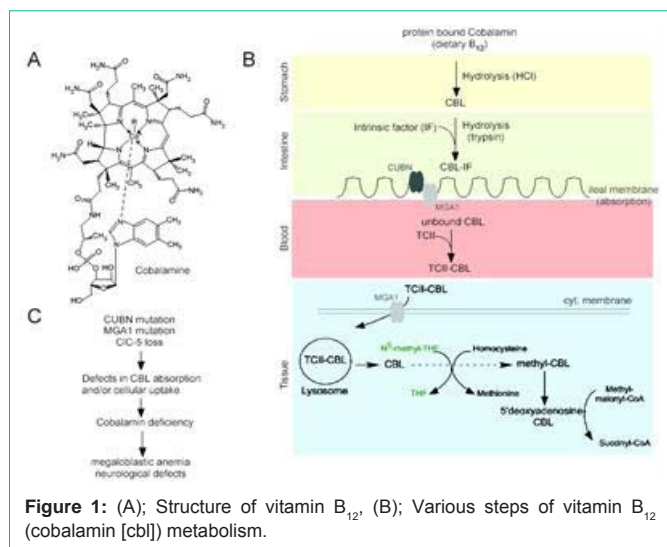 A
Cobalamine
C
CUBN mutation
MGA1 mutation
ClC-5 loss
Defects in CBL absorption
and/or cellular uptake
Cobalamin deficiency
megaloblastic anemia
neurological defects
B
protein bound Cobalamin
(dietary B12)
Stomach
Hydrolysis (HCl)
CBL
Intestine
Intrinsic factor (IF)
Hydrolysis
(trypsin)
CBL-IF
CUBN
MGA1
ileal membrane
(absorption)
Blood
unbound CBL
TCII
TCII-CBL
Tissue
TCII-CBL
MGA1
cyt. membrane
TCII-CBL
Lysosome
CBL
N5-methyl-THF
THF
Homocysteine
Methionine
methyl-CBL
5'deoxyadenosine-
CBL
Methyl-
malonyl-CoA
Succinyl-CoA
Figure 1: (A); Structure of vitamin B12, (B); Various steps of vitamin B12
(cobalamin [cbl]) metabolism.